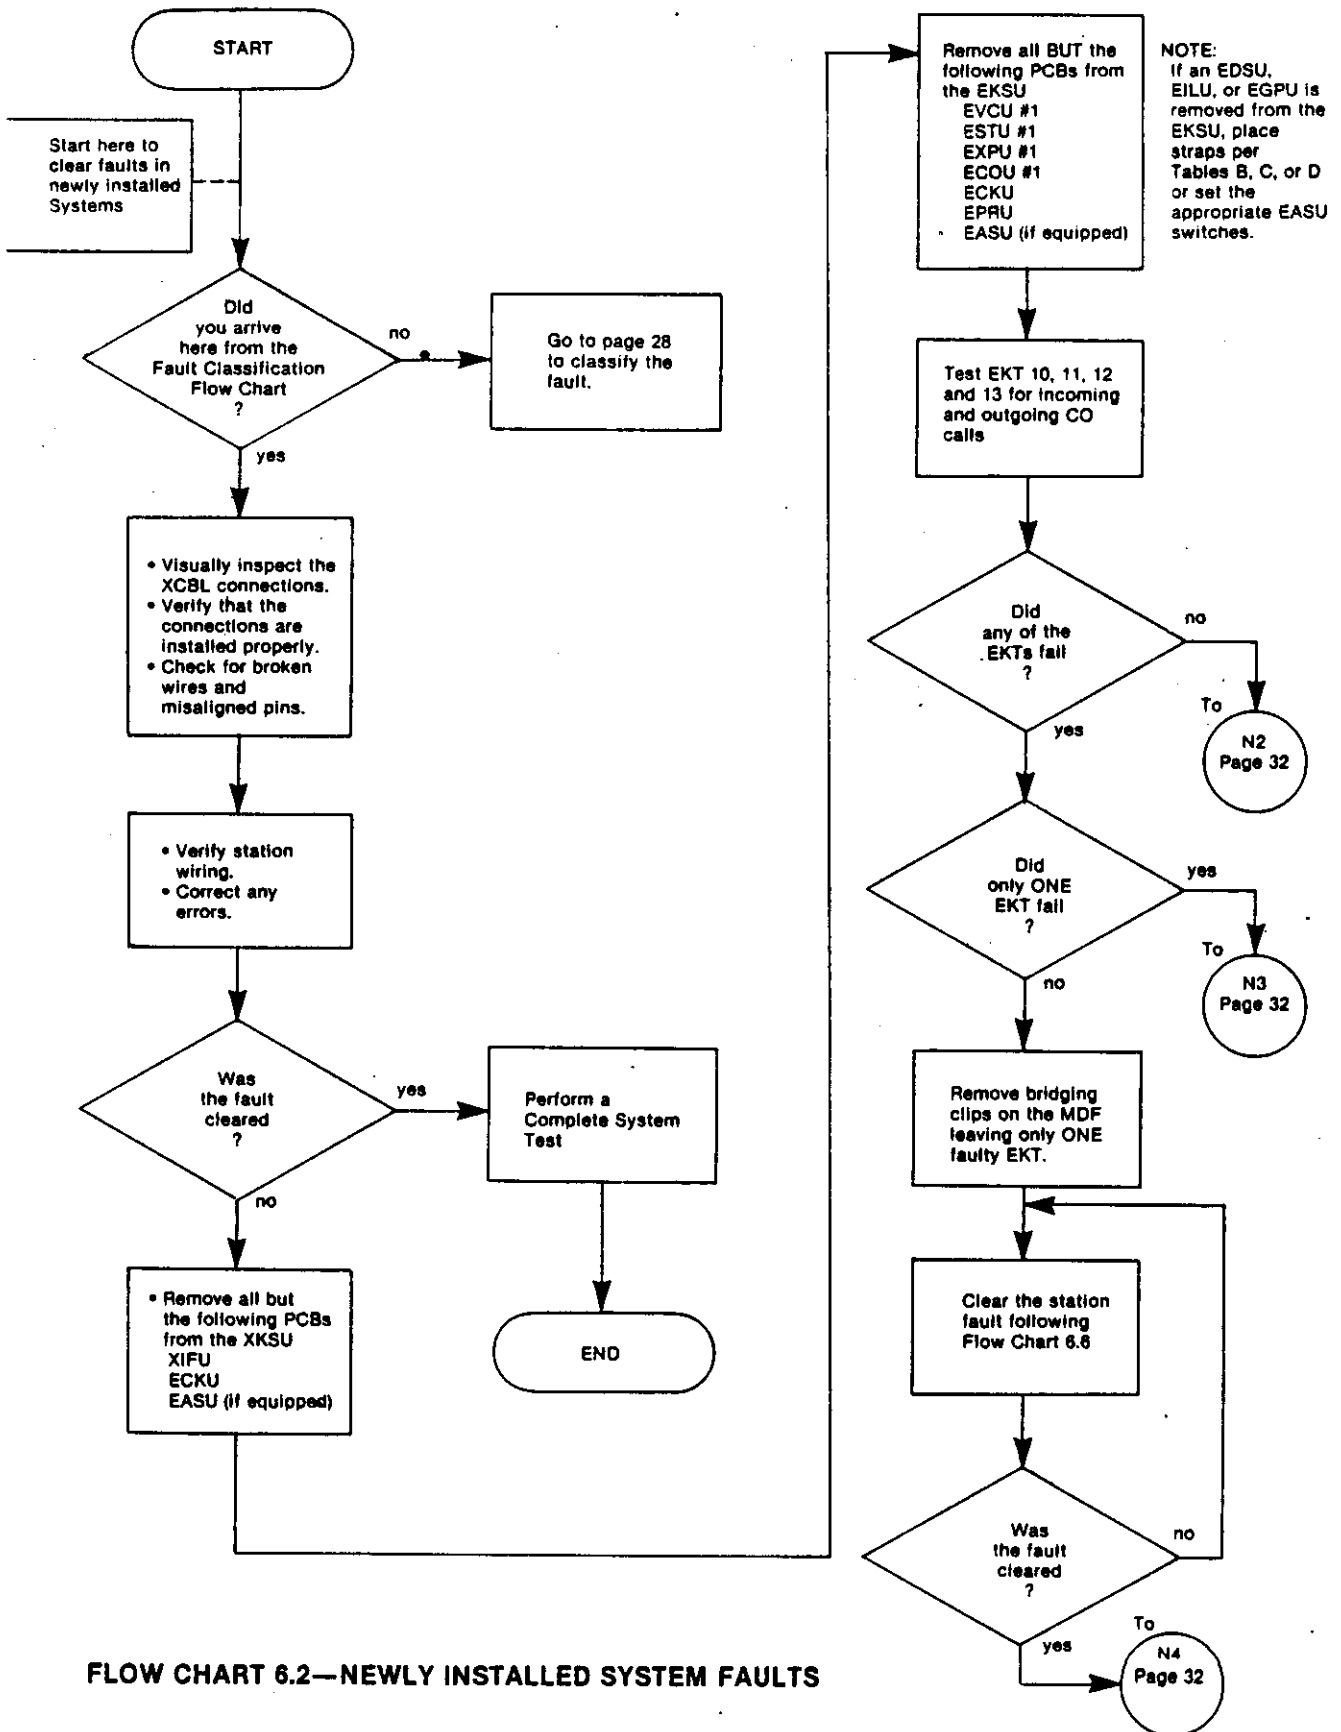 START
Start here to
clear faults in
newly installed
Systems
Did
you arrive
here from the
Fault Classification
Flow Chart
?
no
Go to page 28
to classify the
fault.
yes
• Visually inspect the
XCBL connections.
• Verify that the
connections are
installed properly.
• Check for broken
wires and
misaligned pins.
• Verify station
wiring.
• Correct any
errors.
Was
the fault
cleared
?
yes
Perform a
Complete System
Test
END
no
• Remove all but
the following PCBs
from the XKSU
XIFU
ECKU
EASU (if equipped)
Remove all BUT the
following PCBs from
the EKSU
EVCU #1
ESTU #1
EXPU #1
ECOU #1
ECKU
EPRU
EASU (if equipped)
NOTE:
If an EDSU,
EILU, or EGPU is
removed from the
EKSU, place
straps per
Tables B, C, or D
or set the
appropriate EASU
switches.
Test EKT 10, 11, 12
and 13 for incoming
and outgoing CO
calls
Did
any of the
EKTs fail
?
no
To
N2
Page 32
yes
Did
only ONE
EKT fail
?
yes
To
N3
Page 32
no
Remove bridging
clips on the MDF
leaving only ONE
faulty EKT.
Clear the station
fault following
Flow Chart 6.6
Was
the fault
cleared
?
no
yes
To
N4
Page 32
FLOW CHART 6.2—NEWLY INSTALLED SYSTEM FAULTS